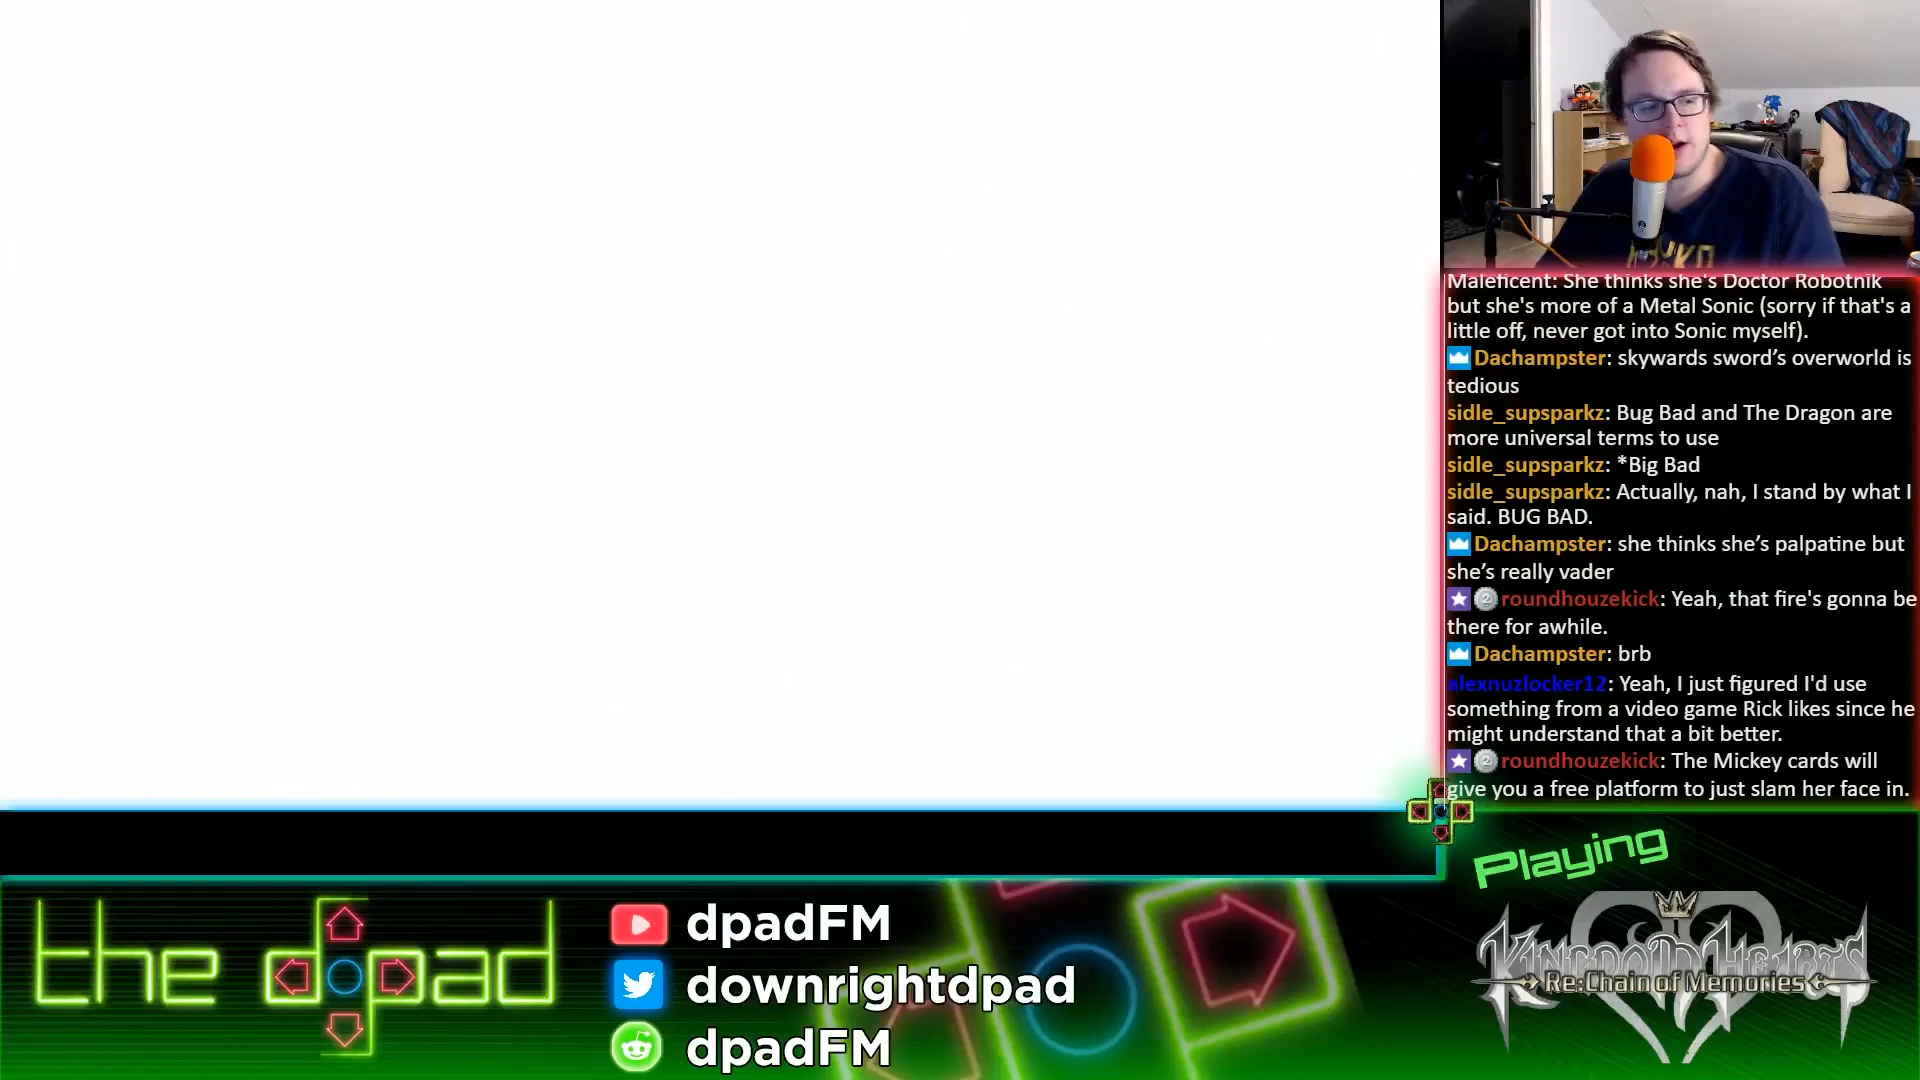 Maleficent: She thinks she's Doctor Robotnik
but she's more of a Metal Sonic (sorry if that's a
little off, never got into Sonic myself).
Dachampster: skywards sword’s overworld is
tedious
sidle_supsparkz: Bug Bad and The Dragon are
more universal terms to use
sidle_supsparkz: *Big Bad
sidle_supsparkz: Actually, nah, I stand by what I
said. BUG BAD.
Dachampster: she thinks she’s palpatine but
she’s really vader
2 roundhouzekick: Yeah, that fire's gonna be
there for awhile.
Dachampster: brb
alexnuzlocker12: Yeah, I just figured I'd use
something from a video game Rick likes since he
might understand that a bit better.
2 roundhouzekick: The Mickey cards will
give you a free platform to just slam her face in.
Playing
KINGDOM HEARTS
Re:Chain of Memories
the dpad
dpadFM
downrightdpad
dpadFM